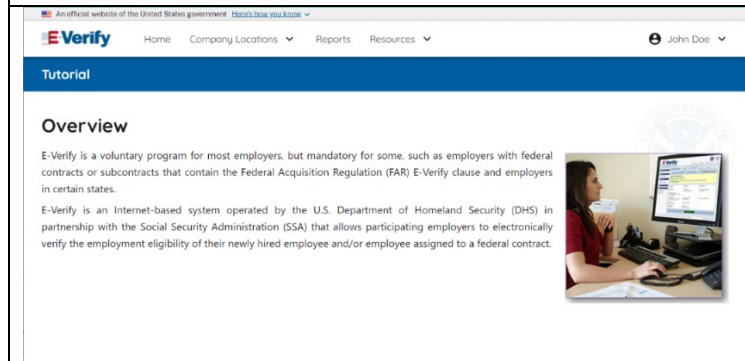 An official website of the United States government Here's how you know
E-Verify Home Company Locations Reports Resources John Doe
Tutorial
Overview
E-Verify is a voluntary program for most employers, but mandatory for some, such as employers with federal
contracts or subcontracts that contain the Federal Acquisition Regulation (FAR) E-Verify clause and employers
in certain states.
E-Verify is an Internet-based system operated by the U.S. Department of Homeland Security (DHS) in
partnership with the Social Security Administration (SSA) that allows participating employers to electronically
verify the employment eligibility of their newly hired employee and/or employee assigned to a federal contract.